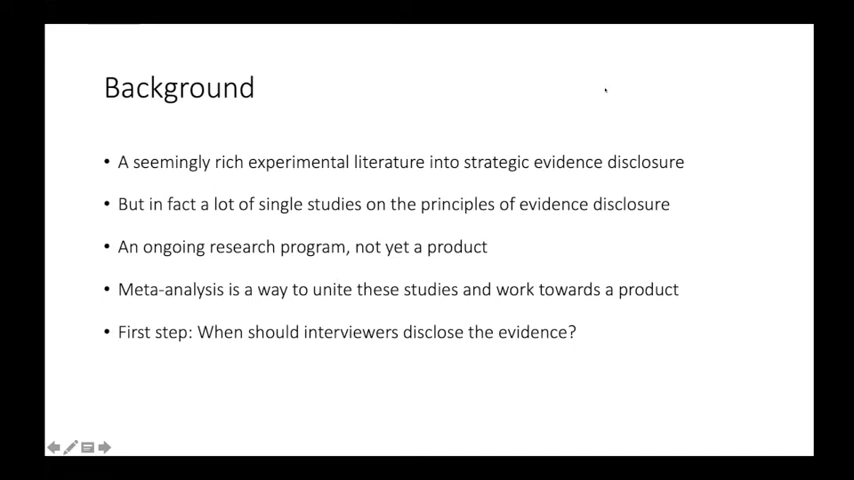 Background
• A seemingly rich experimental literature into strategic evidence disclosure
• But in fact a lot of single studies on the principles of evidence disclosure
• An ongoing research program, not yet a product
• Meta-analysis is a way to unite these studies and work towards a product
• First step: When should interviewers disclose the evidence?